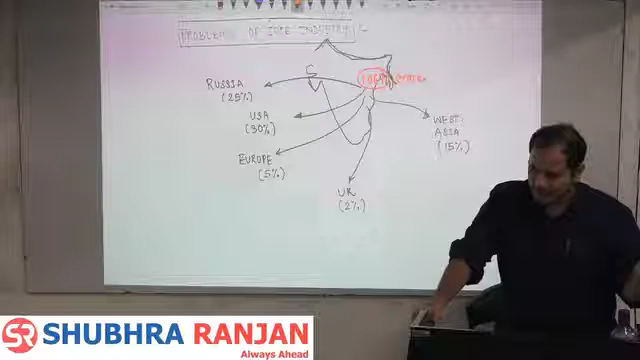 PROBLEMS OF JUTE INDUSTRY
RUSSIA
(25%)
USA
(30%)
EUROPE
(5%)
UK
(2%)
WEST
ASIA
(15%)
SR SHUBHRA RANJAN
Always Ahead